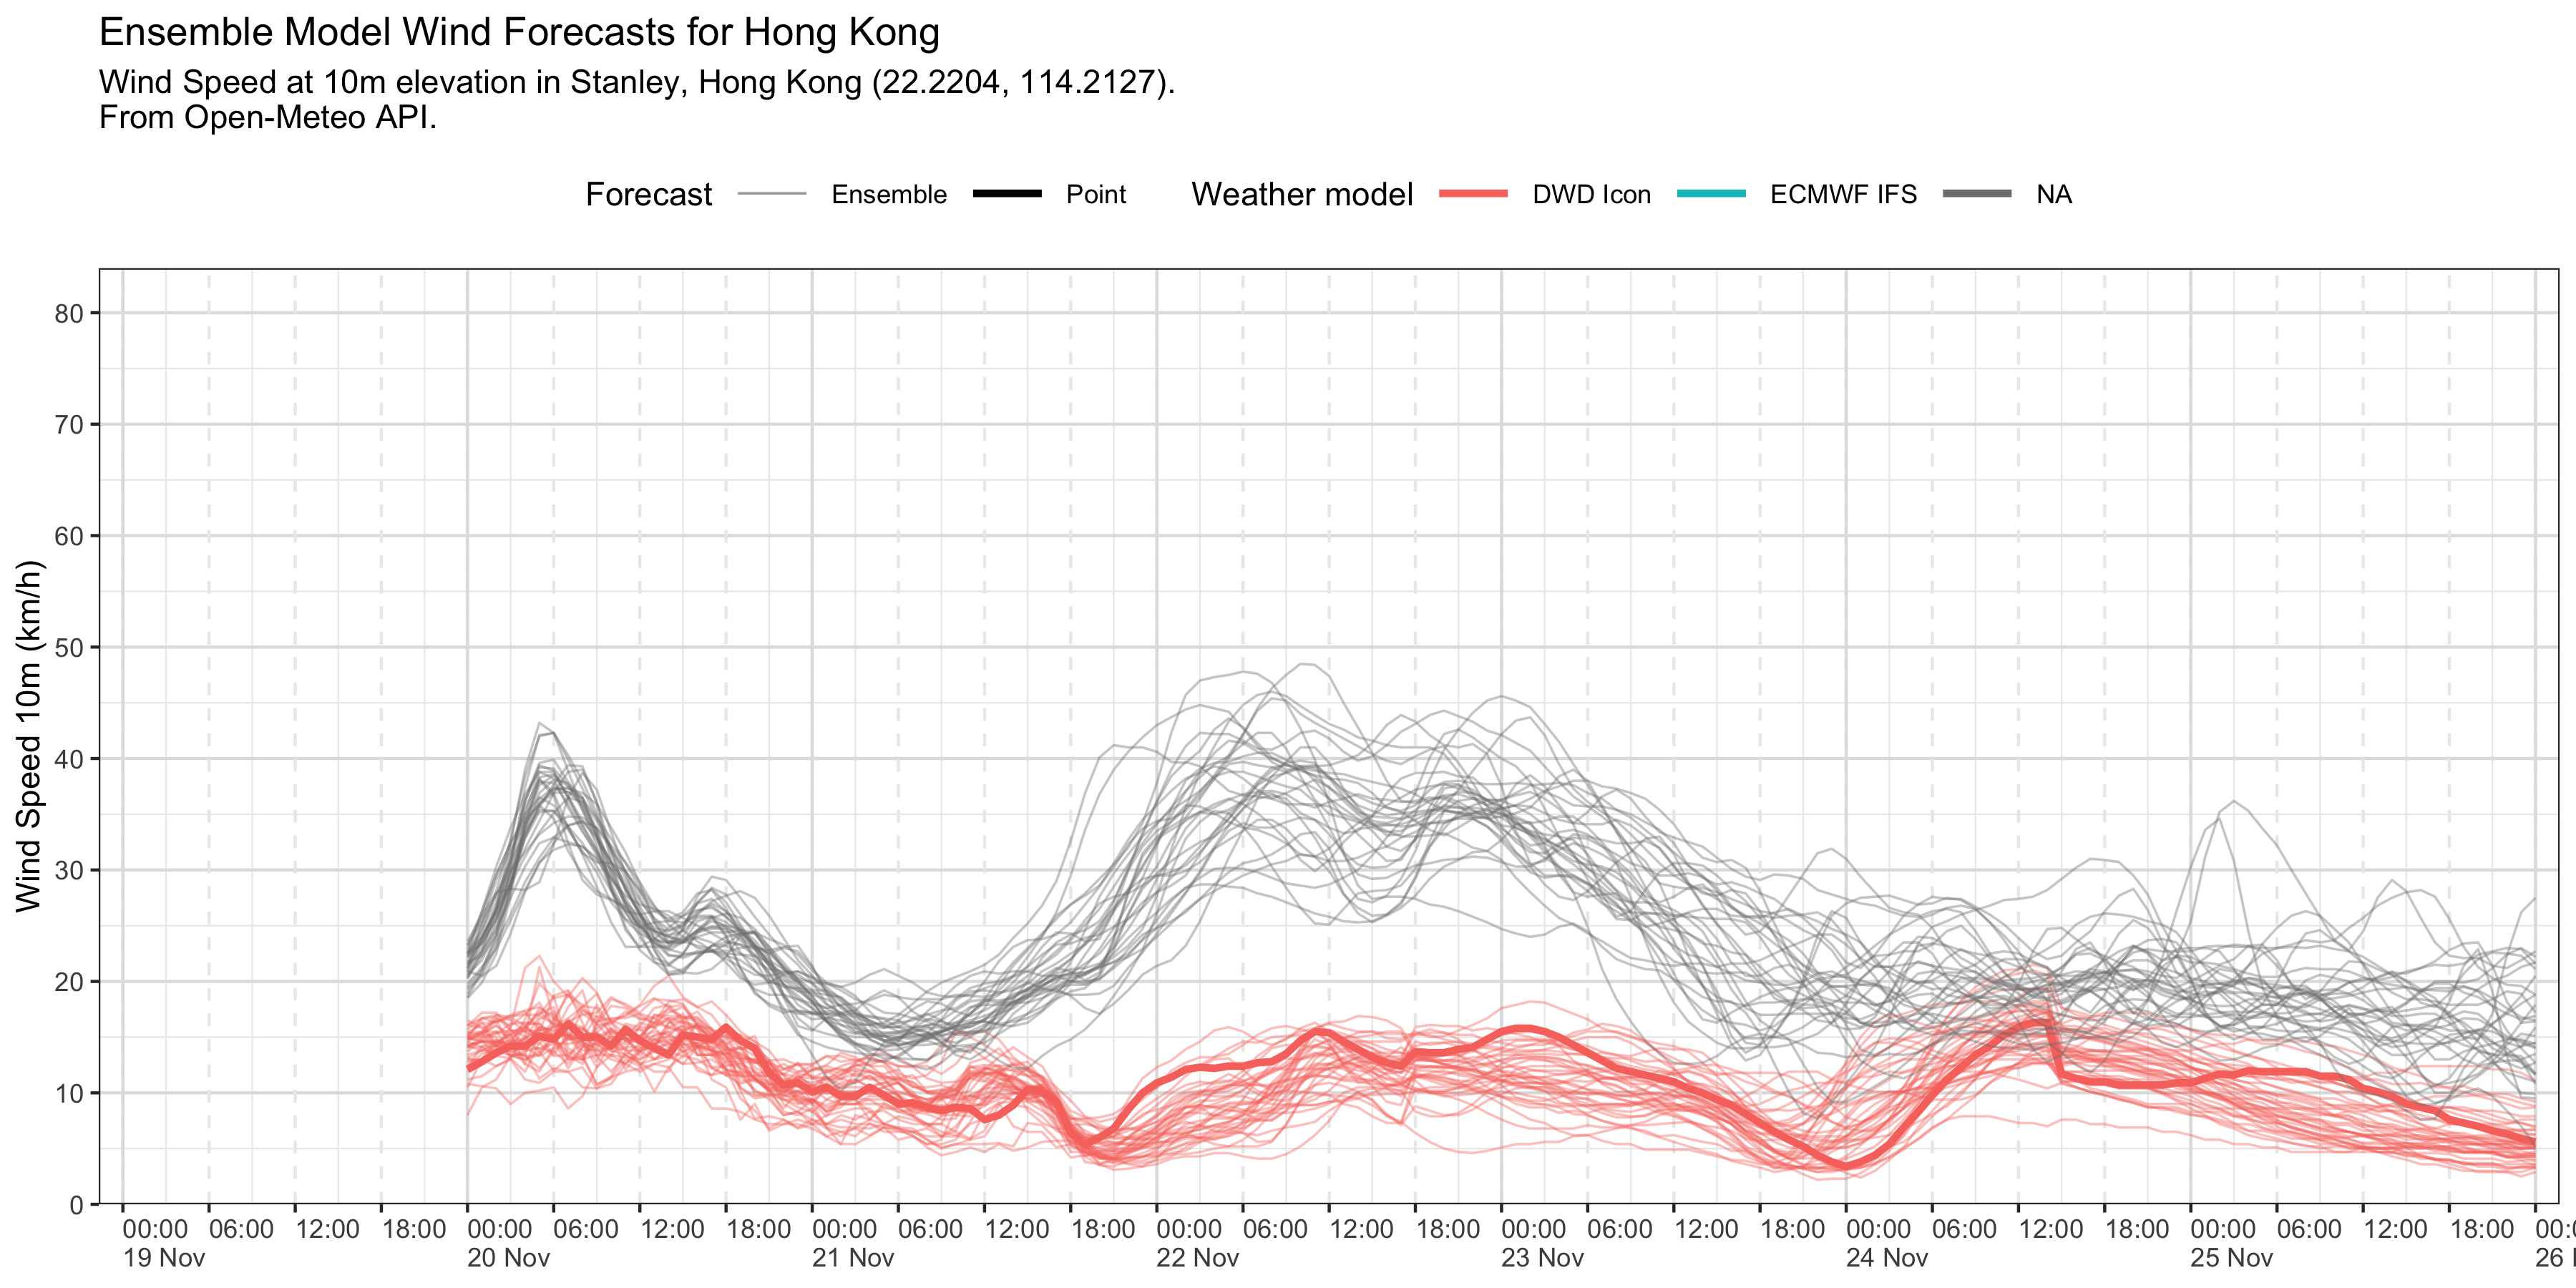 Ensemble Model Wind Forecasts for Hong Kong
Wind Speed at 10m elevation in Stanley, Hong Kong (22.2204, 114.2127).
From Open-Meteo API.
Forecast Ensemble Point Weather model DWD Icon ECMWF IFS NA
Wind Speed 10m (km/h)
80
70
60
50
40
30
20
10
0
00:00 06:00 12:00 18:00 00:00 06:00 12:00 18:00 00:00 06:00 12:00 18:00 00:00 06:00 12:00 18:00 00:00 06:00 12:00 18:00 00:00 06:00 12:00 18:00 00:00 06:00 12:00 18:00
19 Nov 20 Nov 21 Nov 22 Nov 23 Nov 24 Nov 25 Nov 26